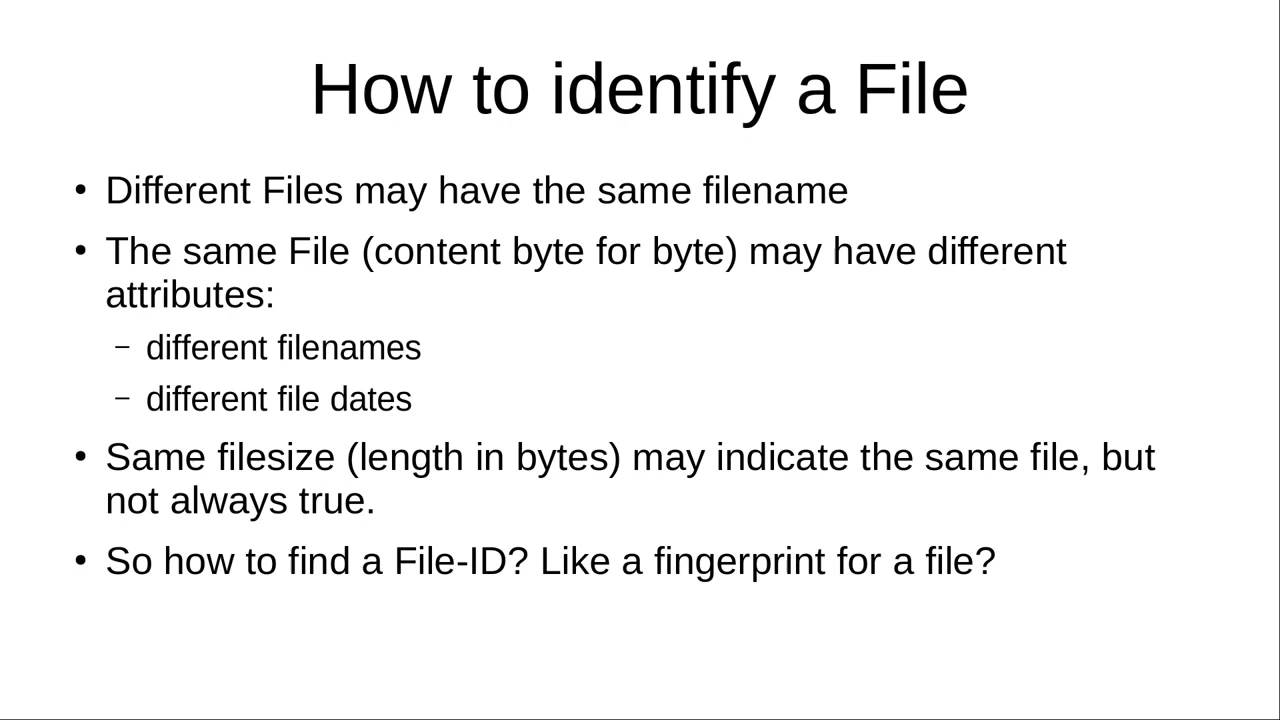 How to identify a File
• Different Files may have the same filename
• The same File (content byte for byte) may have different
attributes:
– different filenames
– different file dates
• Same filesize (length in bytes) may indicate the same file, but
not always true.
• So how to find a File-ID? Like a fingerprint for a file?